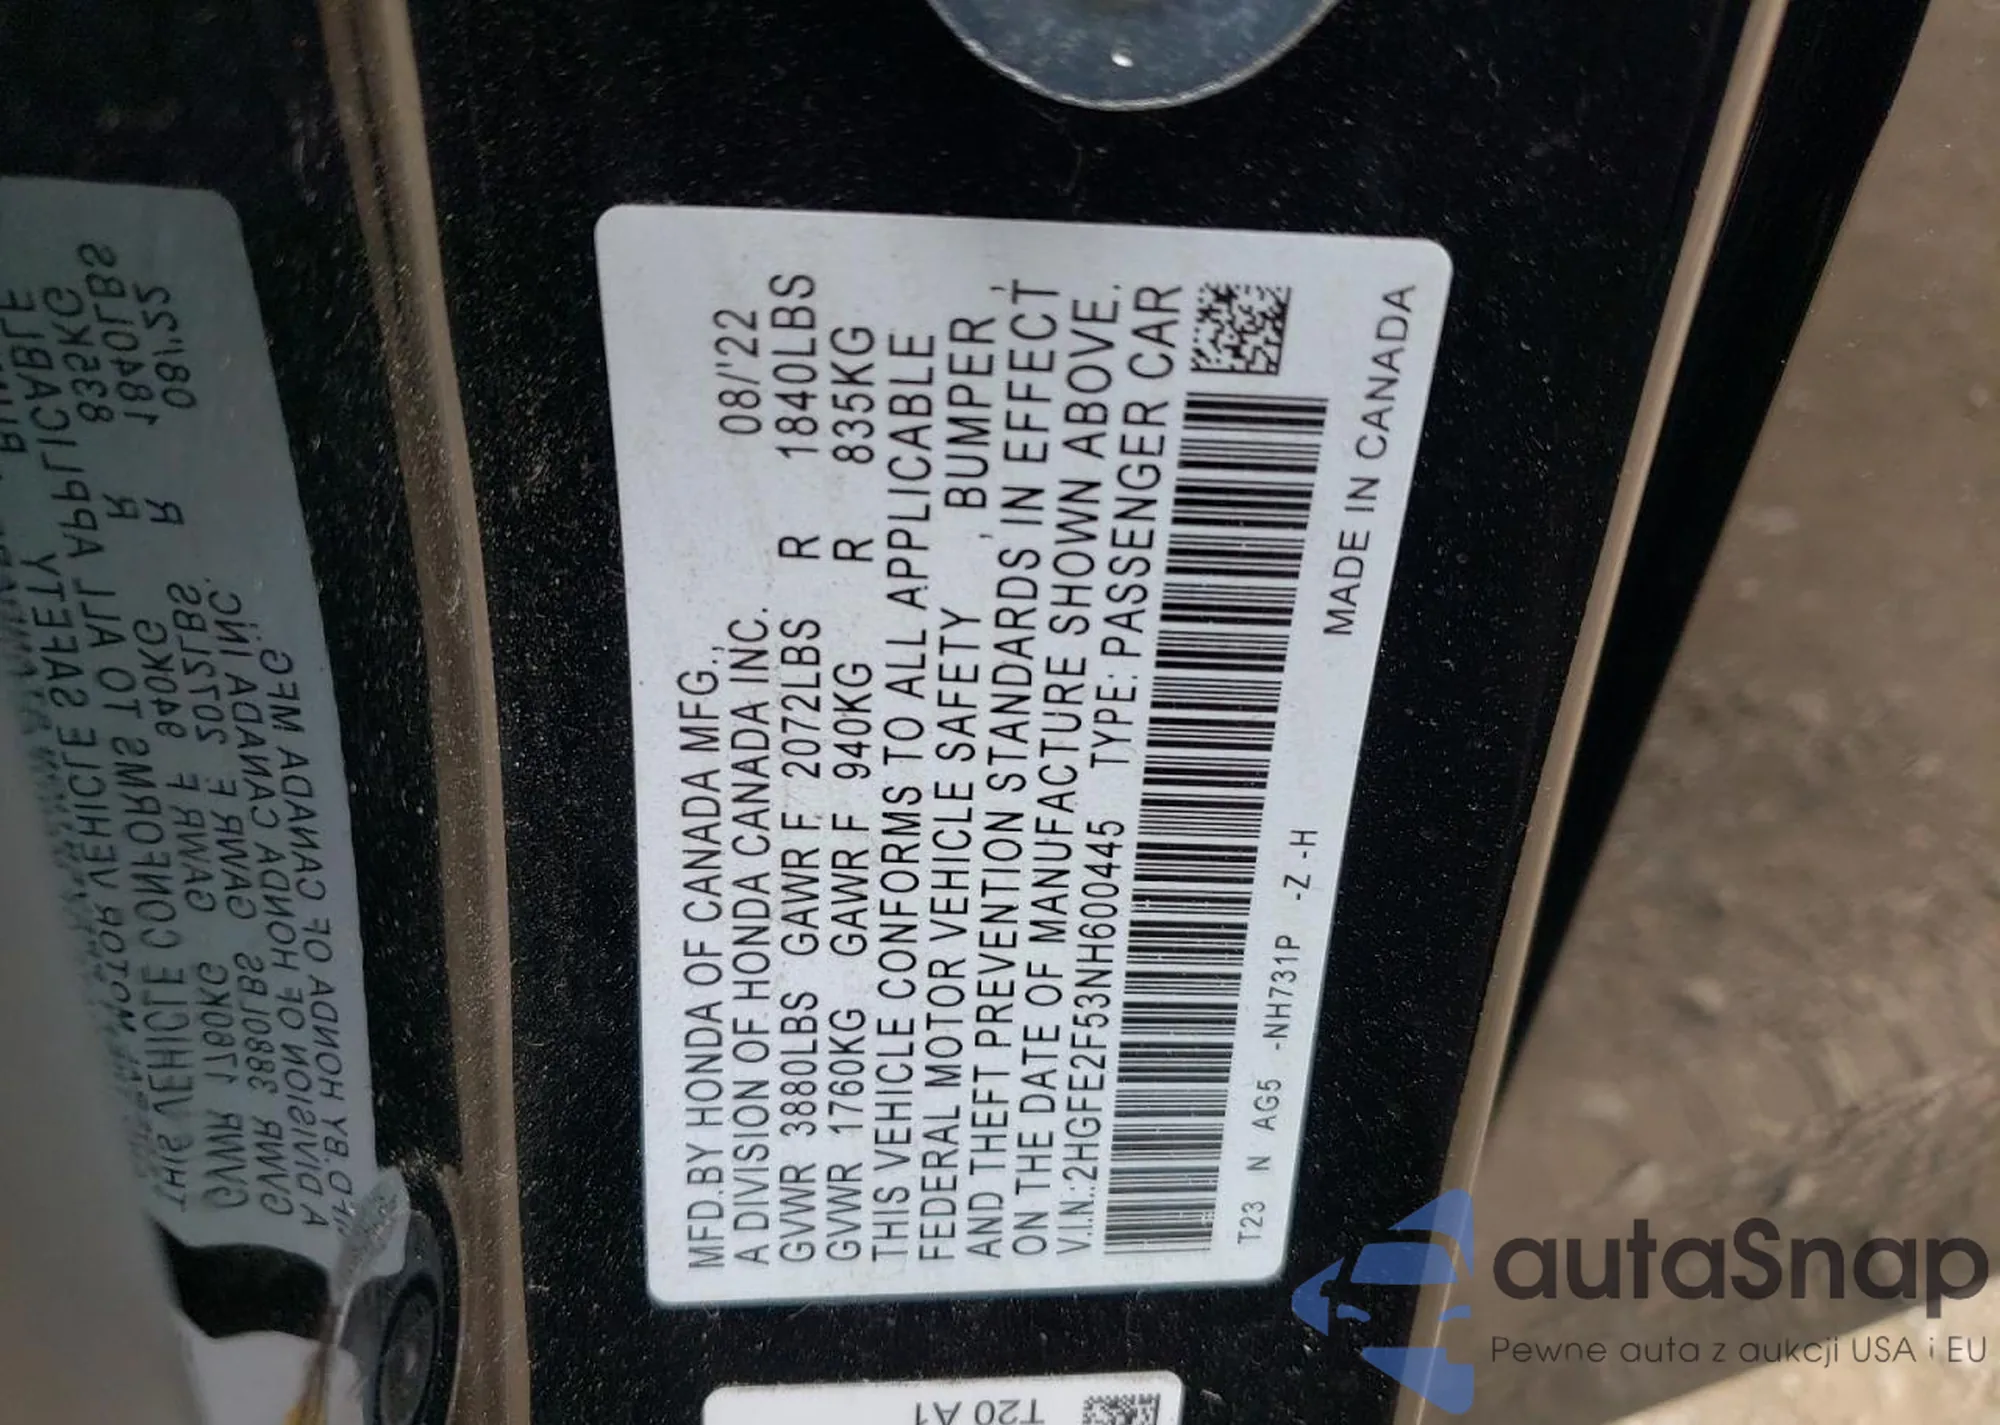 MFD.BY HONDA OF CANADA MFG.,
A DIVISION OF HONDA CANADA INC. 08/'22
GVWR 3880LBS GAWR F 2072LBS R 1840LBS
GVWR 1760KG GAWR F 940KG R 835KG
THIS VEHICLE CONFORMS TO ALL APPLICABLE
FEDERAL MOTOR VEHICLE SAFETY , BUMPER ,
AND THEFT PREVENTION STANDARDS IN EFFECT
ON THE DATE OF MANUFACTURE SHOWN ABOVE.
V.I.N.:2HGFE2F53NH600445 TYPE: PASSENGER CAR
T23 N AG5 -NH731P -Z -H MADE IN CANADA
T20 A1
autaSnap
Pewne auta z aukcji USA i EU